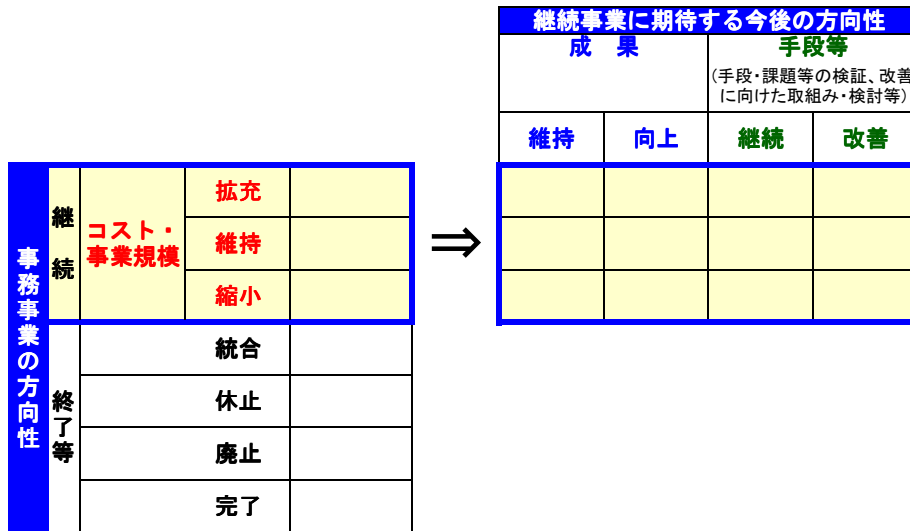 継続事業に期待する今後の方向性
成 果
手段等
(手段・課題等の検証、改善
に向けた取組み・検討等)
維持
向上
継続
改善
事務事業の方向性
継続
コスト・
事業規模
拡充
維持
縮小
⇒
終了等
統合
休止
廃止
完了